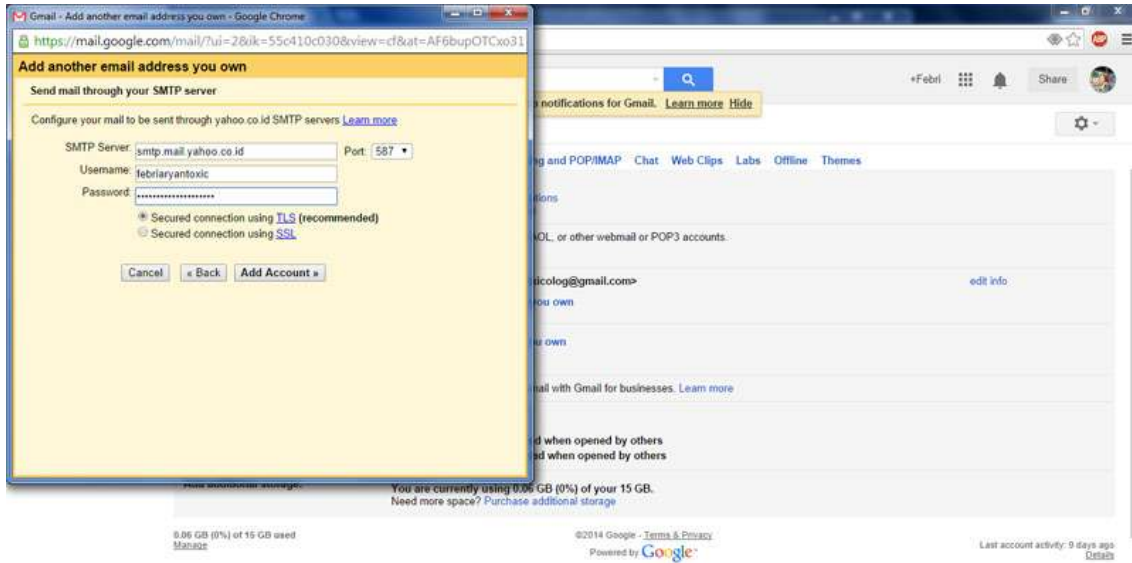 Gmail - Add another email address you own - Google Chrome
https://mail.google.com/mail/?ui=2&ik=55c410c030&view=cf&at=AF6bupOTCxo31
Add another email address you own
Send mail through your SMTP server
Configure your mail to be sent through yahoo.co.id SMTP servers Learn more
SMTP Server: smtp.mail.yahoo.co.id Port: 587
Username: febriaryantoxic
Password:
Secured connection using TLS (recommended)
Secured connection using SSL
Cancel « Back Add Account »
+Febri Share
notifications for Gmail. Learn more Hide
and POP/IMAP Chat Web Clips Labs Offline Themes
or other webmail or POP3 accounts.
icolog@gmail.com> edit info
you own
own
with Gmail for businesses. Learn more
when opened by others
when opened by others
Add additional storage: You are currently using 0.06 GB (0%) of your 15 GB.
Need more space? Purchase additional storage
0.06 GB (0%) of 15 GB used
Manage
©2014 Google - Terms & Privacy
Powered by Google
Last account activity: 9 days ago
Details